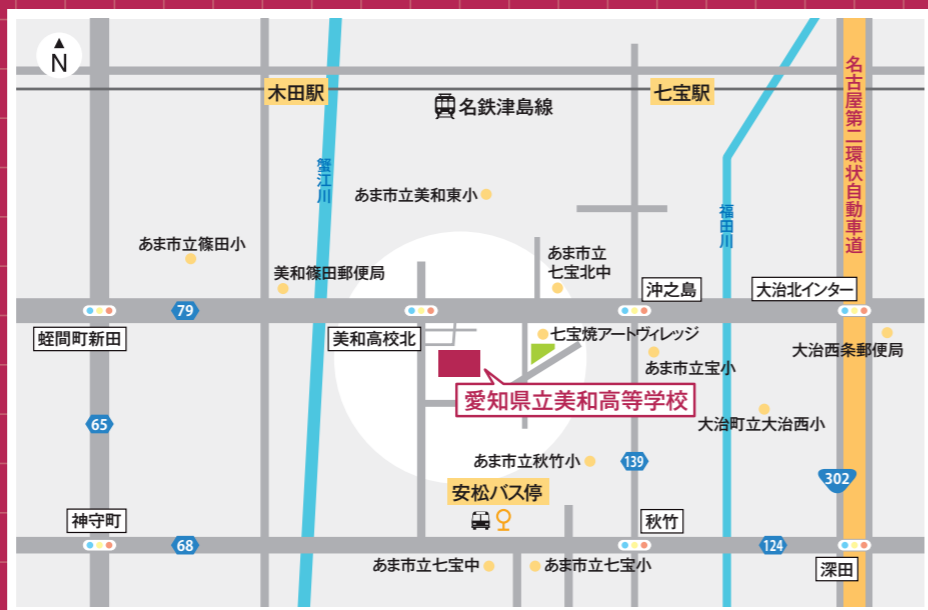 N
木田駅
七宝駅
名鉄津島線
名古屋第二環状自動車道
蟹江川
あま市立美和東小
福田川
あま市立篠田小
あま市立
七宝北中
美和篠田郵便局
沖之島
大治北インター
79
蛭間町新田
美和高校北
七宝焼アートヴィレッジ
大治西条郵便局
あま市立宝小
愛知県立美和高等学校
65
大治町立大治西小
あま市立秋竹小
139
302
安松バス停
神守町
秋竹
68
124
あま市立七宝中
あま市立七宝小
深田